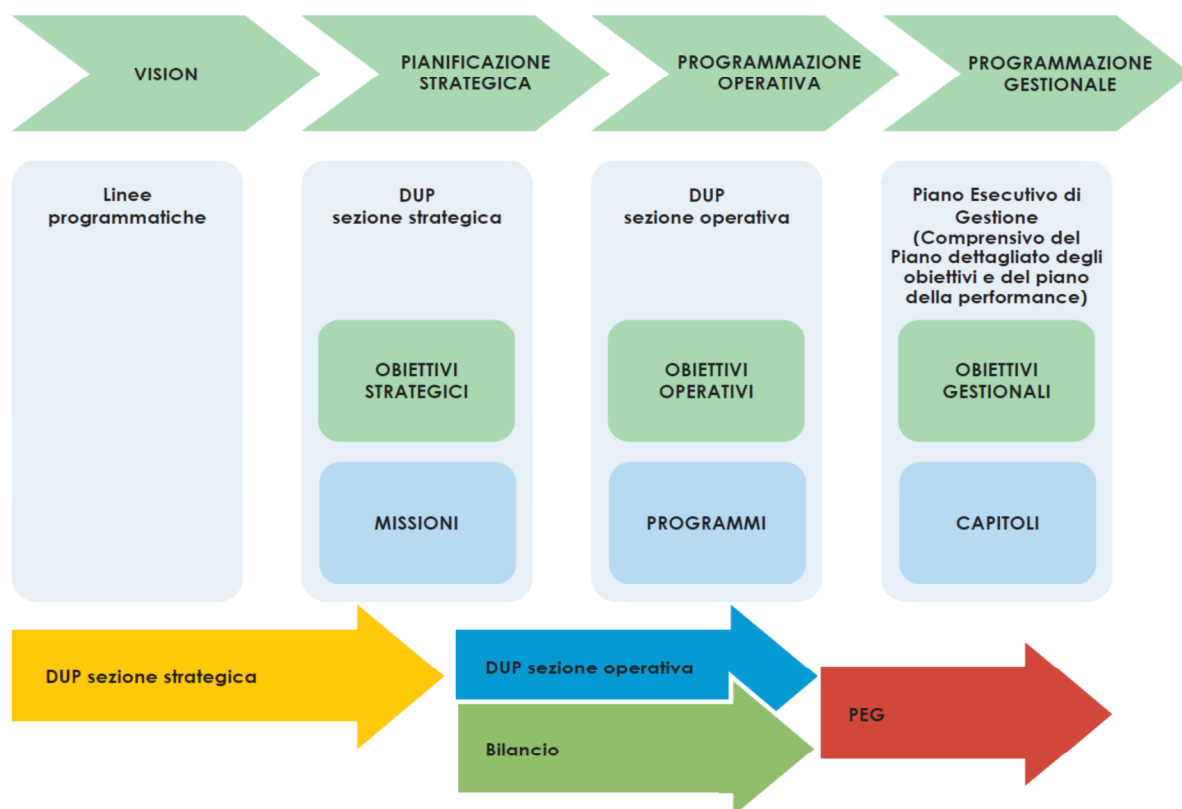 VISION
PIANIFICAZIONE
STRATEGICA
PROGRAMMAZIONE
OPERATIVA
PROGRAMMAZIONE
GESTIONALE
Linee
programmatiche
DUP
sezione strategica
DUP
sezione operativa
Piano Esecutivo di
Gestione
(Comprensivo del
Piano dettagliato degli
obiettivi e del piano
della performance)
OBIETTIVI
STRATEGICI
OBIETTIVI
OPERATIVI
OBIETTIVI
GESTIONALI
MISSIONI
PROGRAMMI
CAPITOLI
DUP sezione strategica
DUP sezione operativa
Bilancio
PEG